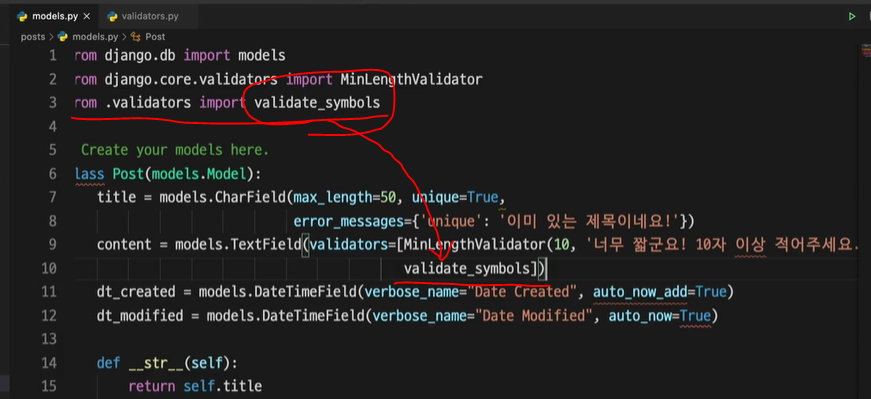 models.py
validators.py
posts > models.py > Post
1 rom django.db import models
2 rom django.core.validators import MinLengthValidator
3 rom .validators import validate_symbols
4
5 Create your models here.
6 lass Post(models.Model):
7 title = models.CharField(max_length=50, unique=True,
8 error_messages={'unique': '이미 있는 제목이네요!'})
9 content = models.TextField(validators=[MinLengthValidator(10, '너무 짧군요! 10자 이상 적어주세요.
10 validate_symbols])
11 dt_created = models.DateTimeField(verbose_name="Date Created", auto_now_add=True)
12 dt_modified = models.DateTimeField(verbose_name="Date Modified", auto_now=True)
13
14 def __str__(self):
15 return self.title